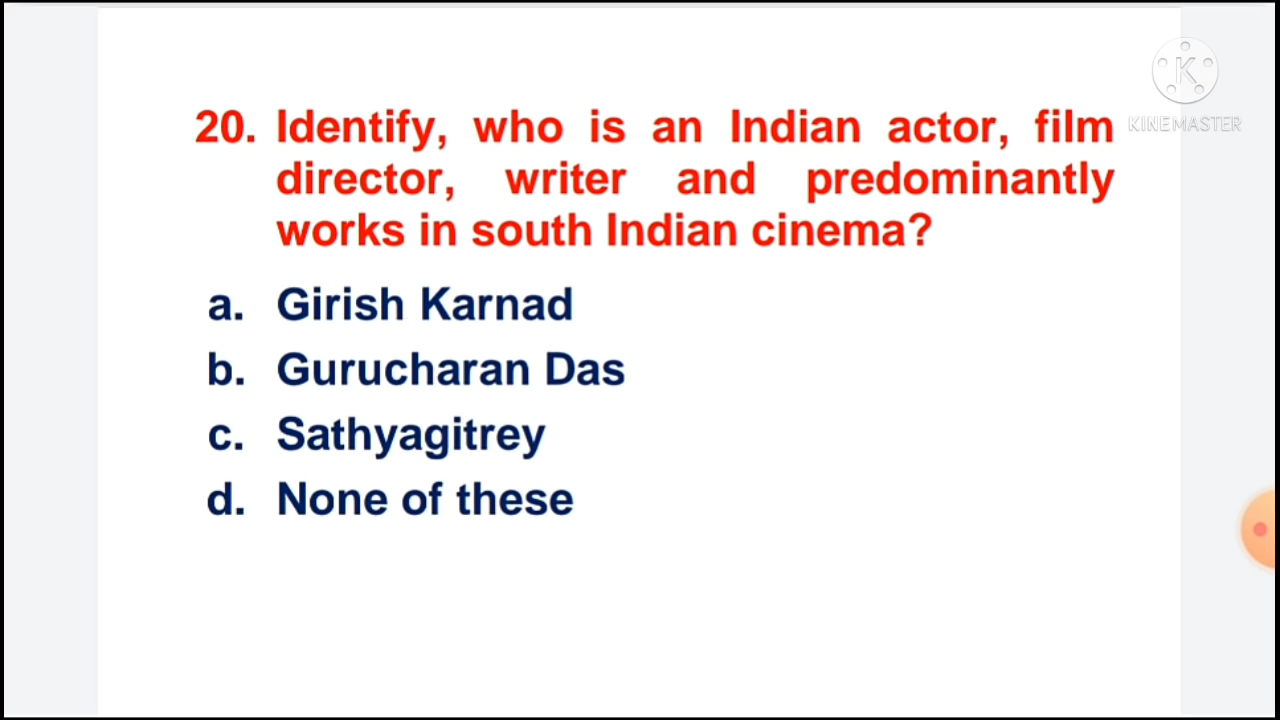 K
KINEMASTER
20. Identify, who is an Indian actor, film
director, writer and predominantly
works in south Indian cinema?
a. Girish Karnad
b. Gurucharan Das
c. Sathyagitrey
d. None of these